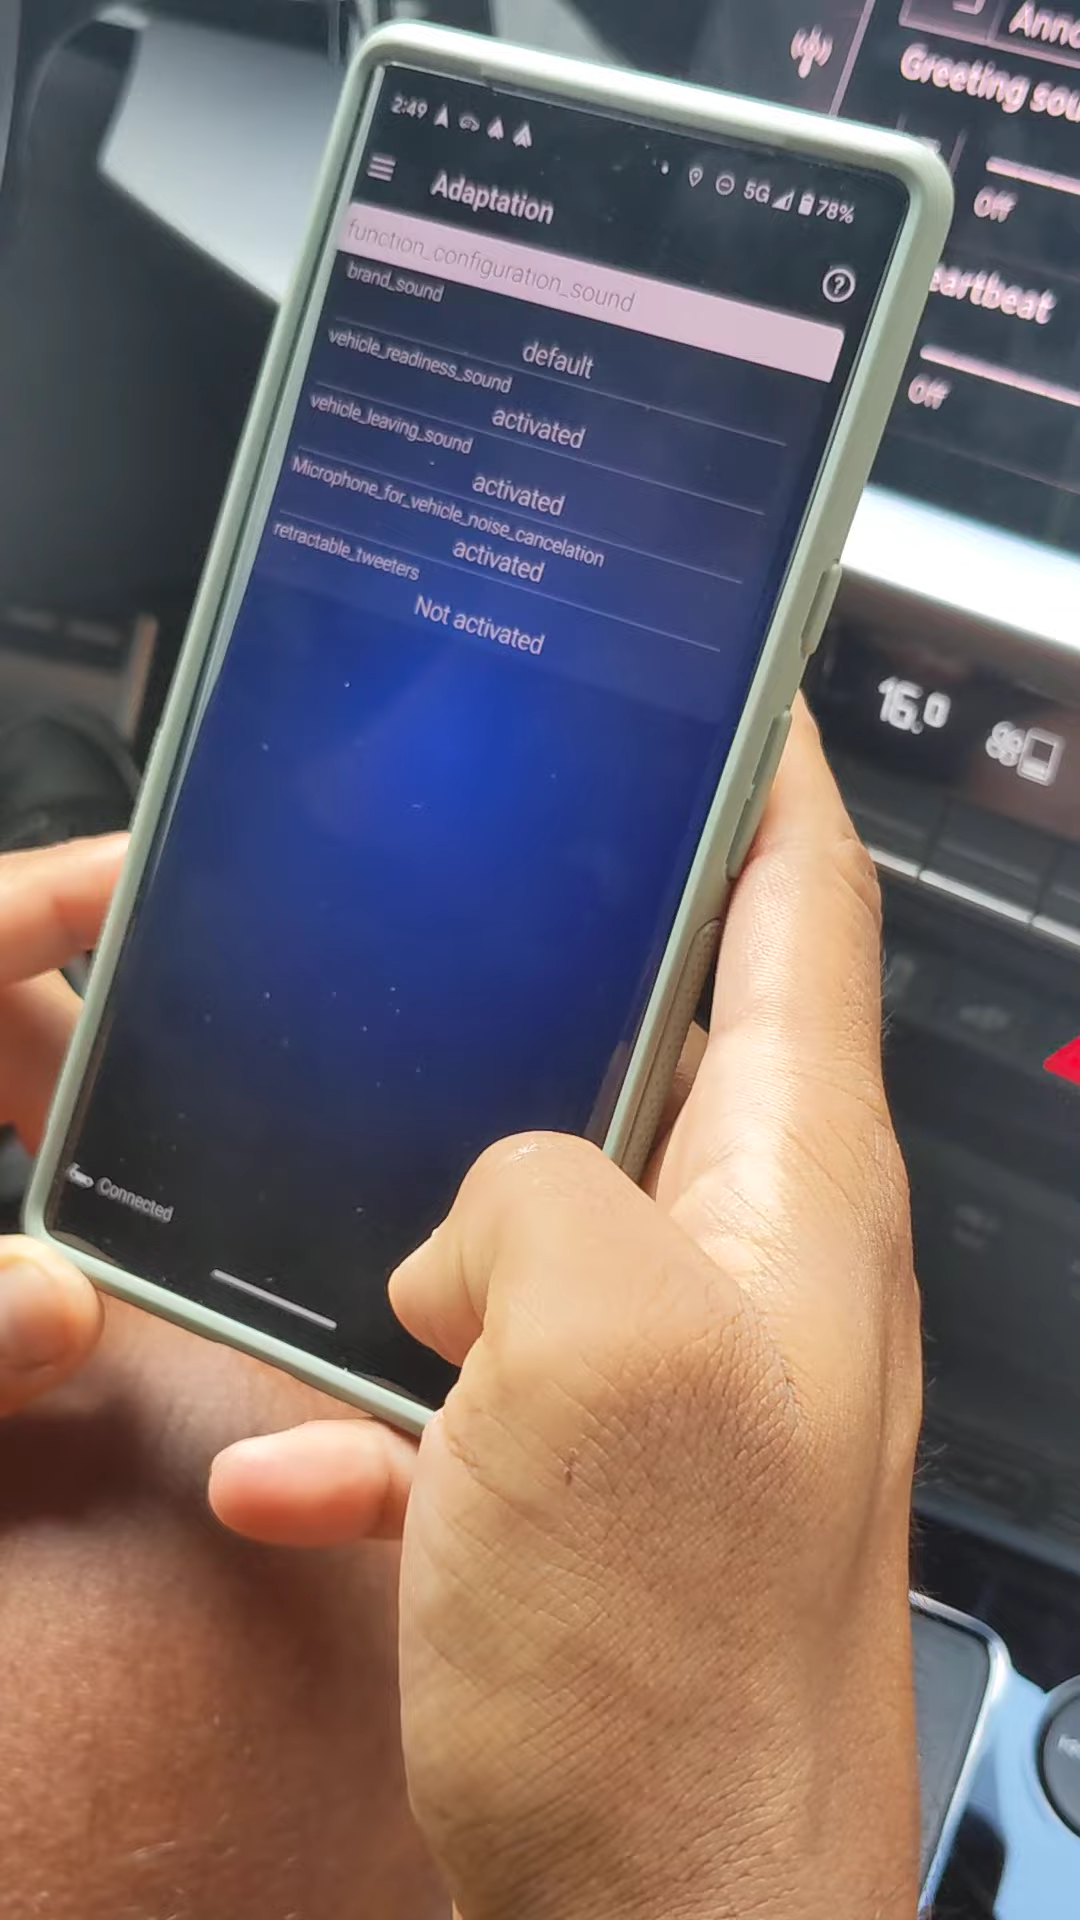 2:49
5G 78%
Adaptation
function_configuration_sound
brand_sound
default
vehicle_readiness_sound
activated
vehicle_leaving_sound
activated
Microphone_for_vehicle_noise_cancelation
activated
retractable_tweeters
Not activated
Connected
Greeting sou
Off
eartbeat
Off
16.0